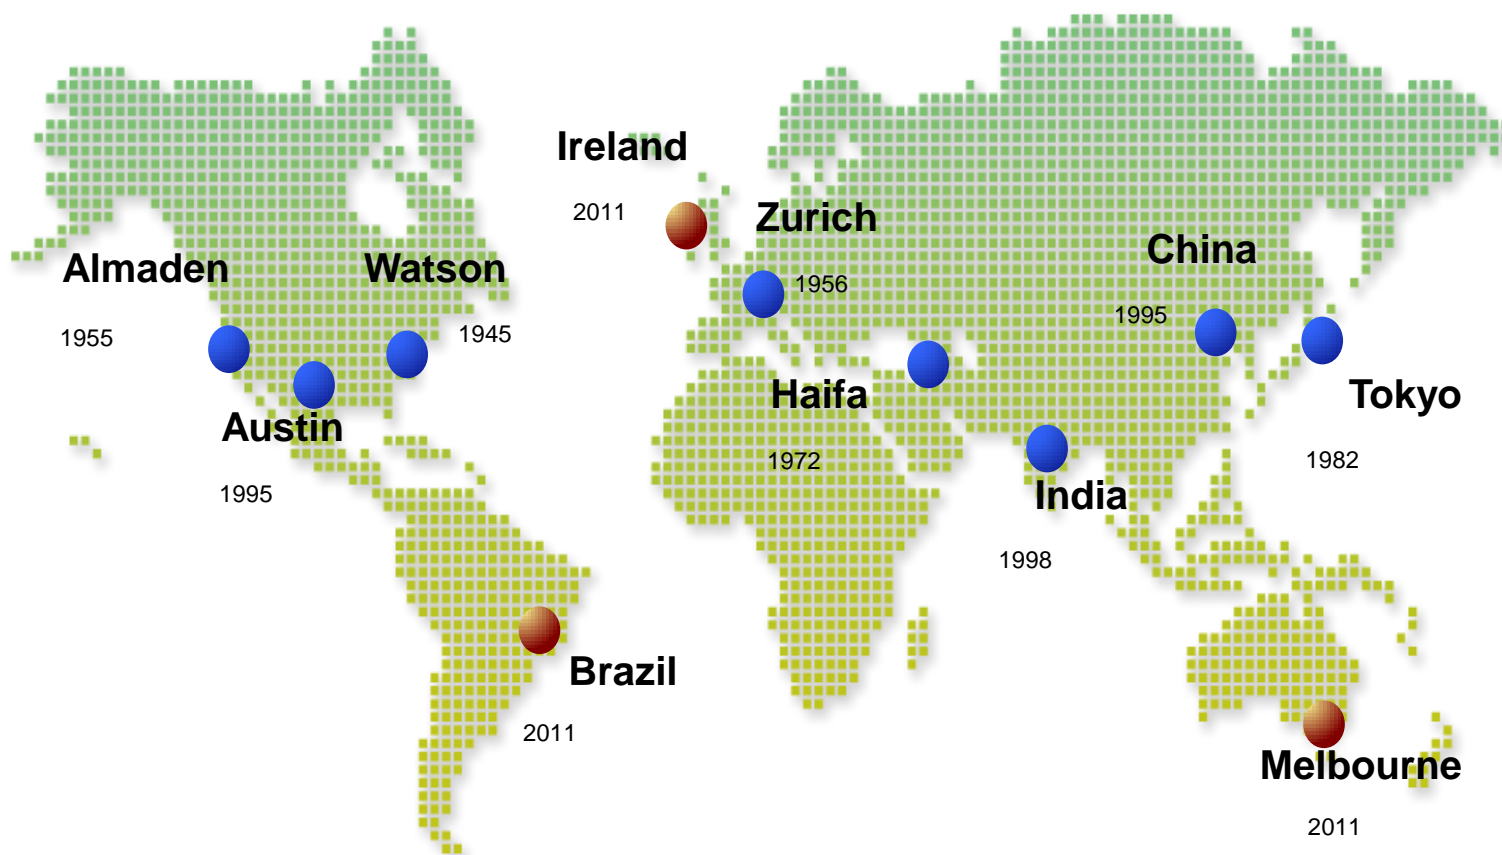 Ireland
2011
Zurich
1956
China
1995
Almaden
1955
Watson
1945
Haifa
1972
Tokyo
1982
Austin
1995
India
1998
Brazil
2011
Melbourne
2011